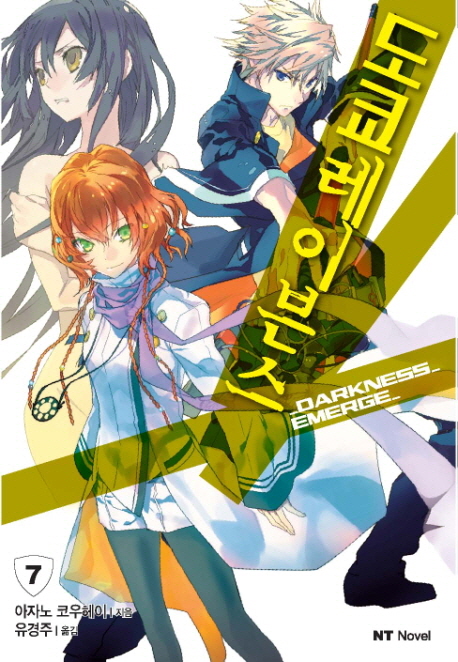 도쿄 레이븐스
_DARKNESS_
EMERGE_
7
아자노 코우헤이 | 지음
유경주 | 옮김
NT Novel